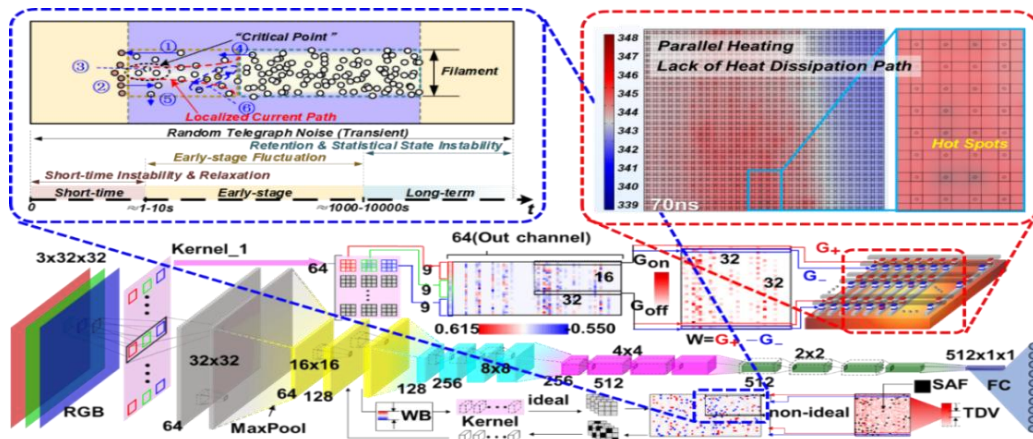 ①
"Critical Point"
④
③
②
⑤
⑥
Localized Current Path
Filament
Random Telegraph Noise (Transient)
Retention & Statistical State Instability
Early-stage Fluctuation
Short-time Instability & Relaxation
Short-time
Early-stage
Long-term
0
1-10s
1000-10000s
t
348
347
346
345
344
343
342
341
340
339
Parallel Heating
Lack of Heat Dissipation Path
Hot Spots
70ns
3x32x32
RGB
Kernel_1
64
9
9
9
64(Out channel)
16
32
0.615
-0.550
Gon
Goff
32
32
W=G+ -G-
G+
G-
64
32x32
MaxPool
16x16
64
128
128
256
8x8
256
4x4
512
512
2x2
512x1x1
FC
WB
ideal
Kernel
non-ideal
SAF
TDV